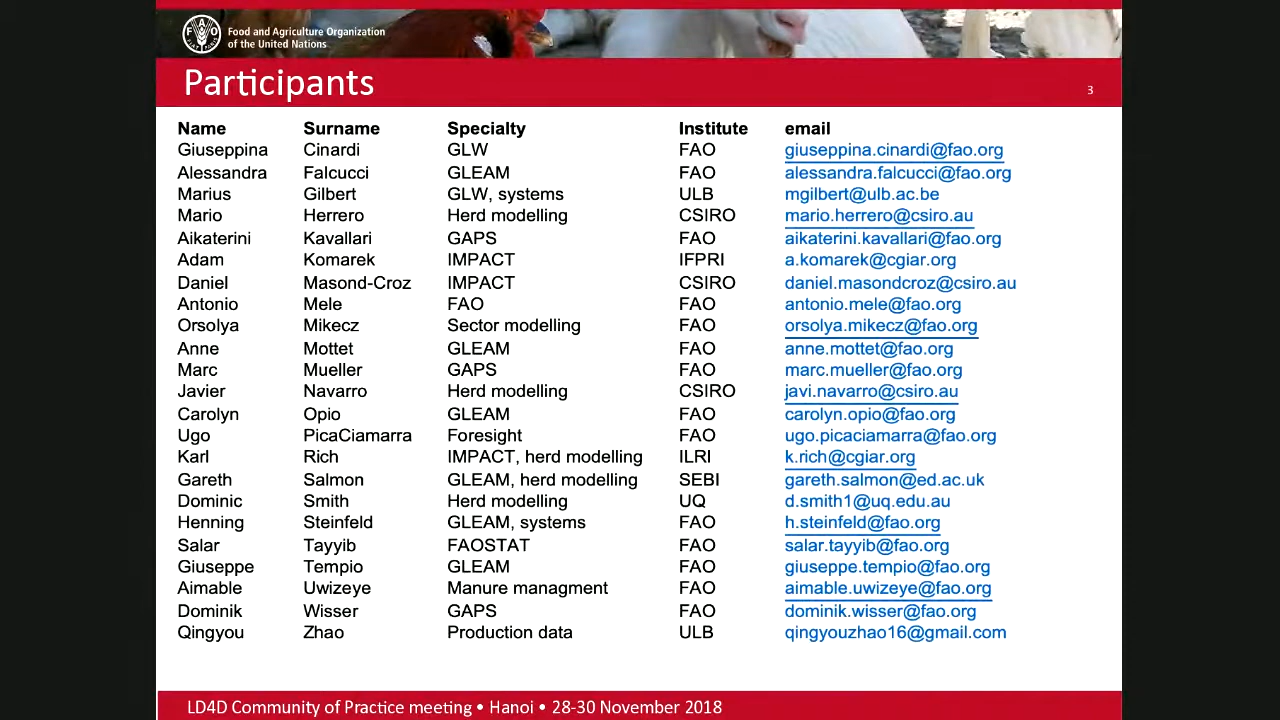 FAO
Food and Agriculture Organization
of the United Nations
Participants
3
Name Surname Specialty Institute email
Giuseppina Cinardi GLW FAO giuseppina.cinardi@fao.org
Alessandra Falcucci GLEAM FAO alessandra.falcucci@fao.org
Marius Gilbert GLW, systems ULB mgilbert@ulb.ac.be
Mario Herrero Herd modelling CSIRO mario.herrero@csiro.au
Aikaterini Kavallari GAPS FAO aikaterini.kavallari@fao.org
Adam Komarek IMPACT IFPRI a.komarek@cgiar.org
Daniel Masond-Croz IMPACT CSIRO daniel.masondcroz@csiro.au
Antonio Mele FAO FAO antonio.mele@fao.org
Orsolya Mikecz Sector modelling FAO orsolya.mikecz@fao.org
Anne Mottet GLEAM FAO anne.mottet@fao.org
Marc Mueller GAPS FAO marc.mueller@fao.org
Javier Navarro Herd modelling CSIRO javi.navarro@csiro.au
Carolyn Opio GLEAM FAO carolyn.opio@fao.org
Ugo PicaCiamarra Foresight FAO ugo.picaciamarra@fao.org
Karl Rich IMPACT, herd modelling ILRI k.rich@cgiar.org
Gareth Salmon GLEAM, herd modelling SEBI gareth.salmon@ed.ac.uk
Dominic Smith Herd modelling UQ d.smith1@uq.edu.au
Henning Steinfeld GLEAM, systems FAO h.steinfeld@fao.org
Salar Tayyib FAOSTAT FAO salar.tayyib@fao.org
Giuseppe Tempio GLEAM FAO giuseppe.tempio@fao.org
Aimable Uwizeye Manure managment FAO aimable.uwizeye@fao.org
Dominik Wisser GAPS FAO dominik.wisser@fao.org
Qingyou Zhao Production data ULB qingyouzhao16@gmail.com
LD4D Community of Practice meeting • Hanoi • 28-30 November 2018